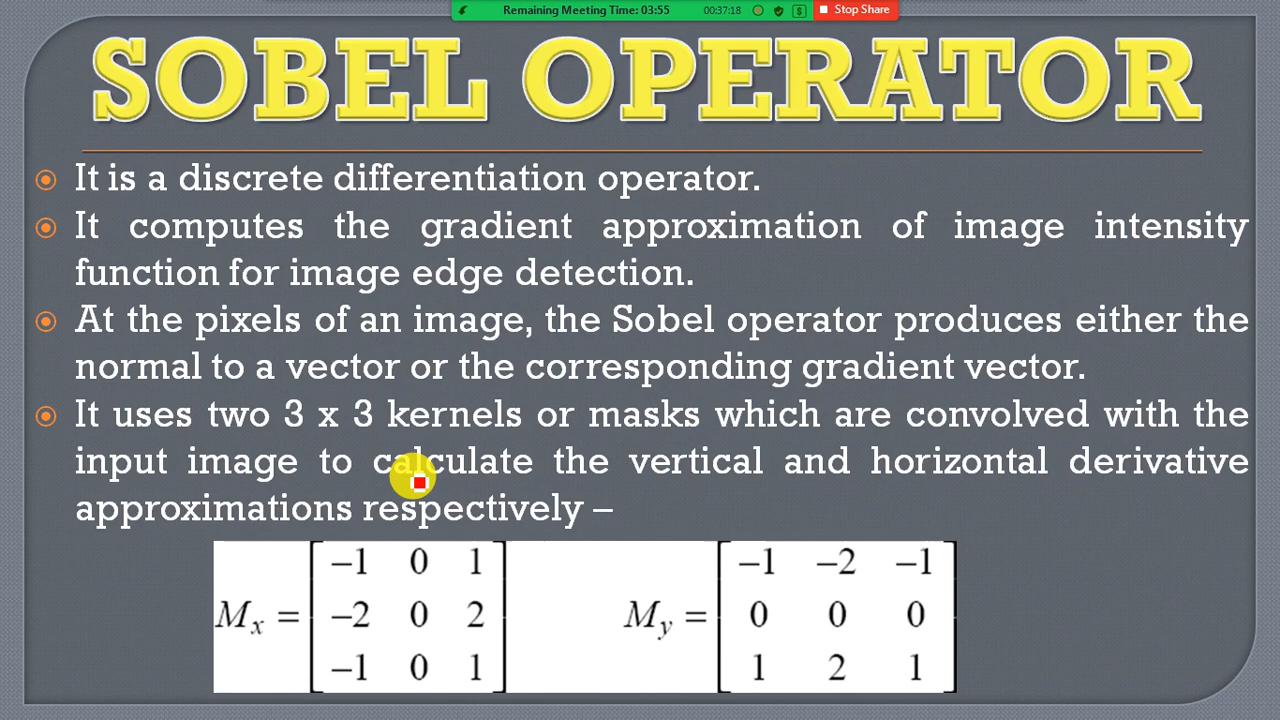 Remaining Meeting Time: 03:55 00:37:18 Stop Share
SOBEL OPERATOR
It is a discrete differentiation operator.
It computes the gradient approximation of image intensity
function for image edge detection.
At the pixels of an image, the Sobel operator produces either the
normal to a vector or the corresponding gradient vector.
It uses two 3 x 3 kernels or masks which are convolved with the
input image to calculate the vertical and horizontal derivative
approximations respectively –
−1 0 1 −1 −2 −1
Mx = −2 0 2 My = 0 0 0
−1 0 1 1 2 1